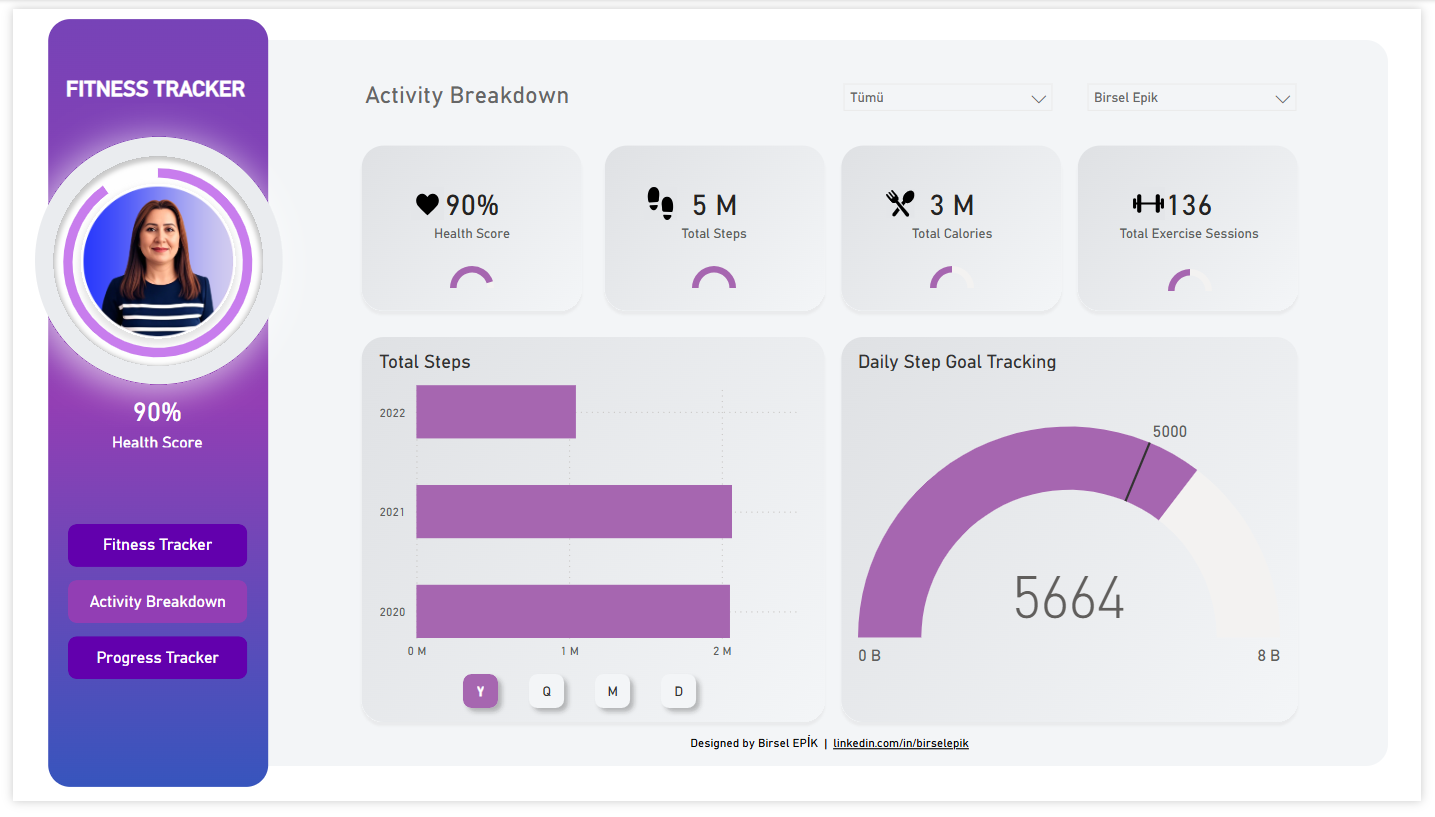 FITNESS TRACKER
90%
Health Score
Fitness Tracker
Activity Breakdown
Progress Tracker
Activity Breakdown
Tümü
Birsel Epik
90%
Health Score
5 M
Total Steps
3 M
Total Calories
136
Total Exercise Sessions
Total Steps
2022
2021
2020
0 M 1 M 2 M
Y Q M D
Daily Step Goal Tracking
5000
5664
0 B 8 B
Designed by Birsel EPİK | linkedin.com/in/birselepik